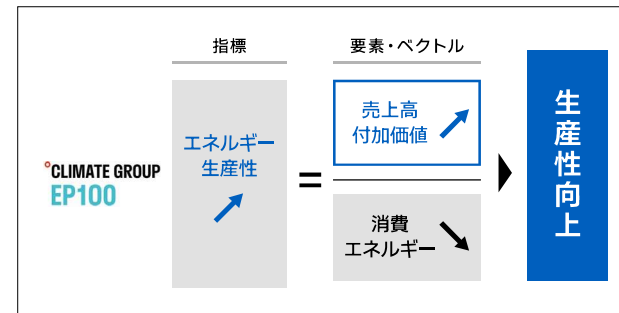 指標
要素・ベクトル
°CLIMATE GROUP
EP100
エネルギー
生産性
=
売上高
付加価値
消費
エネルギー
生産性向上